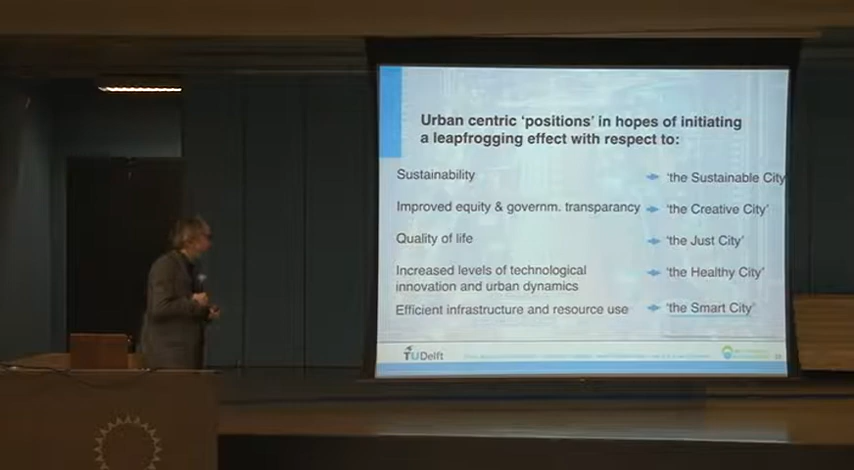 Urban centric ‘positions’ in hopes of initiating
a leapfrogging effect with respect to:
Sustainability
‘the Sustainable City
Improved equity & governm. transparancy
‘the Creative City’
Quality of life
‘the Just City’
Increased levels of technological
innovation and urban dynamics
‘the Healthy City’
Efficient infrastructure and resource use
‘the Smart City’
TUDelft